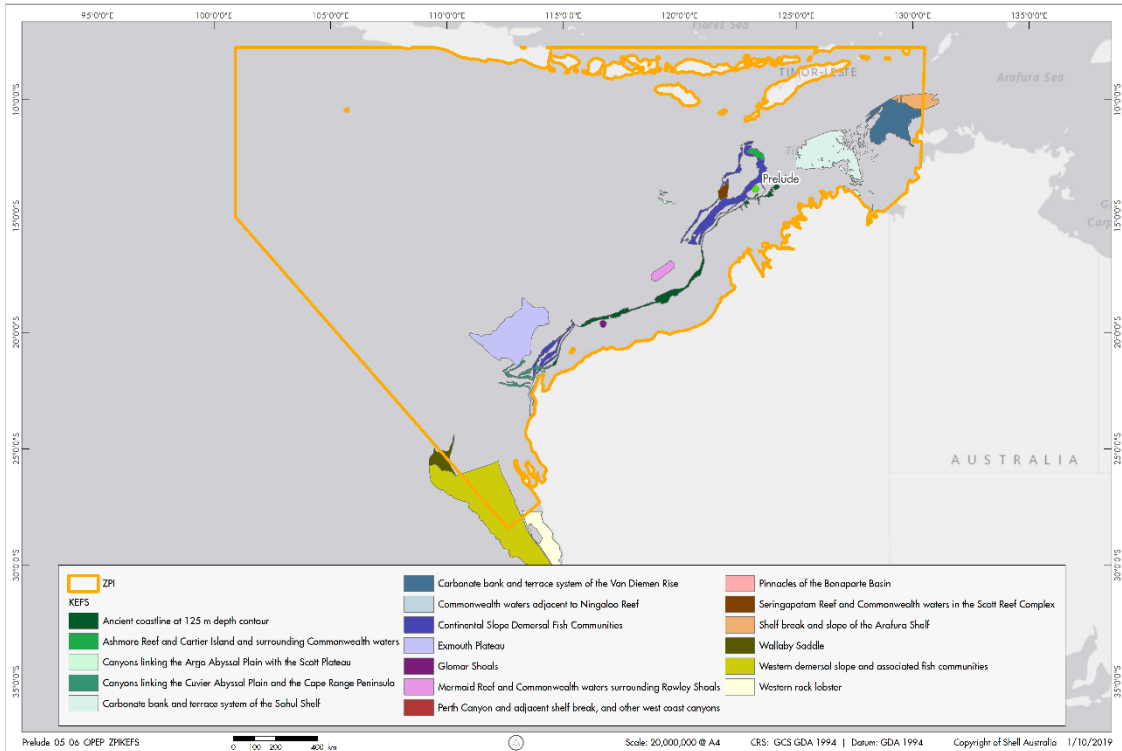 95°0'0"E 100°0'0"E 105°0'0"E 110°0'0"E 115°0'0"E 120°0'0"E 125°0'0"E 130°0'0"E 135°0'0"E
Flores Sea
TIMOR-LESTE
Arafura Sea
10°0'0"S 10°0'0"S
Prelude
15°0'0"S 15°0'0"S
20°0'0"S 20°0'0"S
25°0'0"S 25°0'0"S
AUSTRALIA
30°0'0"S 30°0'0"S
35°0'0"S 35°0'0"S
ZPI
KEFS
Ancient coastline at 125 m depth contour
Ashmore Reef and Cartier Island and surrounding Commonwealth waters
Canyons linking the Argo Abyssal Plain with the Scott Plateau
Canyons linking the Cuvier Abyssal Plain and the Cape Range Peninsula
Carbonate bank and terrace system of the Sahul Shelf
Carbonate bank and terrace system of the Van Diemen Rise
Commonwealth waters adjacent to Ningaloo Reef
Continental Slope Demersal Fish Communities
Exmouth Plateau
Glomar Shoals
Mermaid Reef and Commonwealth waters surrounding Rowley Shoals
Perth Canyon and adjacent shelf break, and other west coast canyons
Pinnacles of the Bonaparte Basin
Seringapatam Reef and Commonwealth waters in the Scott Reef Complex
Shelf break and slope of the Arafura Shelf
Wallaby Saddle
Western demersal slope and associated fish communities
Western rock lobster
Prelude 05 06 OPEP ZPIKEFS
0 100 200 400 km
Scale: 20,000,000 @ A4
CRS: GCS GDA 1994 | Datum: GDA 1994
Copyright of Shell Australia 1/10/2019